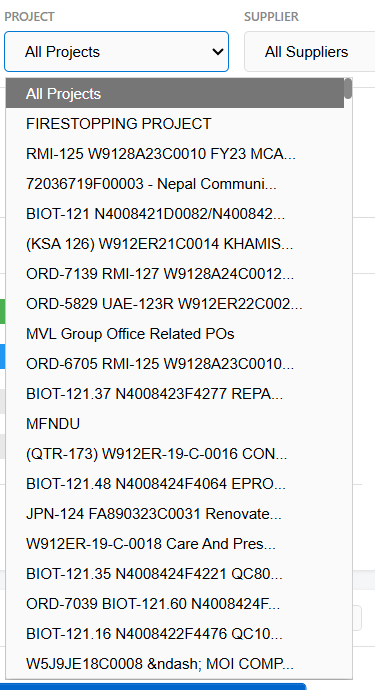 PROJECT SUPPLIER
All Projects All Suppliers
All Projects
FIRESTOPPING PROJECT
RMI-125 W9128A23C0010 FY23 MCA...
72036719F00003 - Nepal Communi...
BIOT-121 N4008421D0082/N400842...
(KSA 126) W912ER21C0014 KHAMIS...
ORD-7139 RMI-127 W9128A24C0012...
ORD-5829 UAE-123R W912ER22C002...
MVL Group Office Related POs
ORD-6705 RMI-125 W9128A23C0010...
BIOT-121.37 N4008423F4277 REPA...
MFNDU
(QTR-173) W912ER-19-C-0016 CON...
BIOT-121.48 N4008424F4064 EPRO...
JPN-124 FA890323C0031 Renovate...
W912ER-19-C-0018 Care And Pres...
BIOT-121.35 N4008424F4221 QC80...
ORD-7039 BIOT-121.60 N4008424F...
BIOT-121.16 N4008422F4476 QC10...
W5J9JE18C0008 &ndash; MOI COMP...